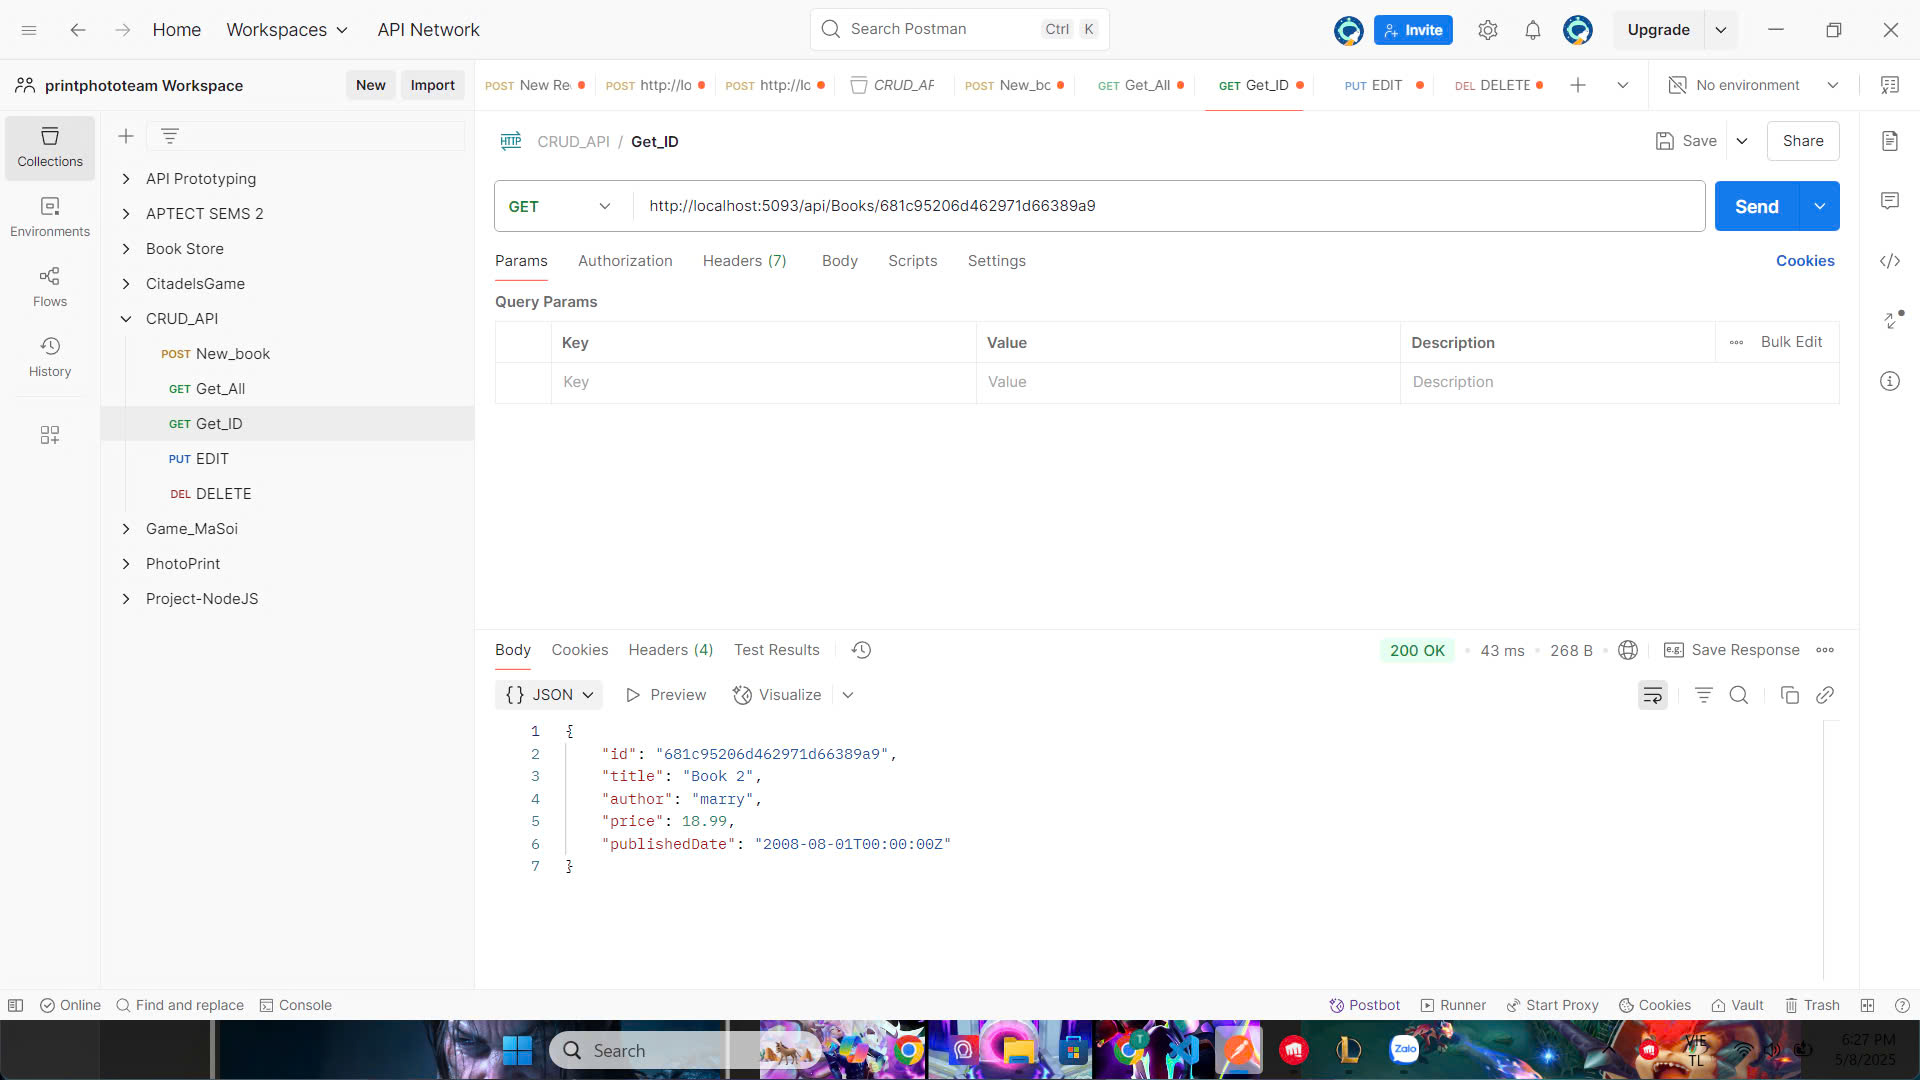 Home Workspaces API Network Search Postman Ctrl K Invite Upgrade
printphototeam Workspace New Import POST New Re POST http://lo POST http://lc CRUD_AF POST New_bc GET Get_All GET Get_ID PUT EDIT DEL DELETE No environment
Collections
Environments
Flows
History
API Prototyping
APTECT SEMS 2
Book Store
CitadelsGame
CRUD_API
POST New_book
GET Get_All
GET Get_ID
PUT EDIT
DEL DELETE
Game_MaSoi
PhotoPrint
Project-NodeJS
HTTP CRUD_API / Get_ID Save Share
GET http://localhost:5093/api/Books/681c95206d462971d66389a9 Send
Params Authorization Headers (7) Body Scripts Settings Cookies
Query Params
Key Value Description Bulk Edit
Key Value Description
Body Cookies Headers (4) Test Results 200 OK 43 ms 268 B e.g. Save Response
{} JSON Preview Visualize
1 {
2 "id": "681c95206d462971d66389a9",
3 "title": "Book 2",
4 "author": "marry",
5 "price": 18.99,
6 "publishedDate": "2008-08-01T00:00:00Z"
7 }
Online Find and replace Console Postbot Runner Start Proxy Cookies Vault Trash
Search Zalo VIE 6:27 PM
TL 5/8/2025